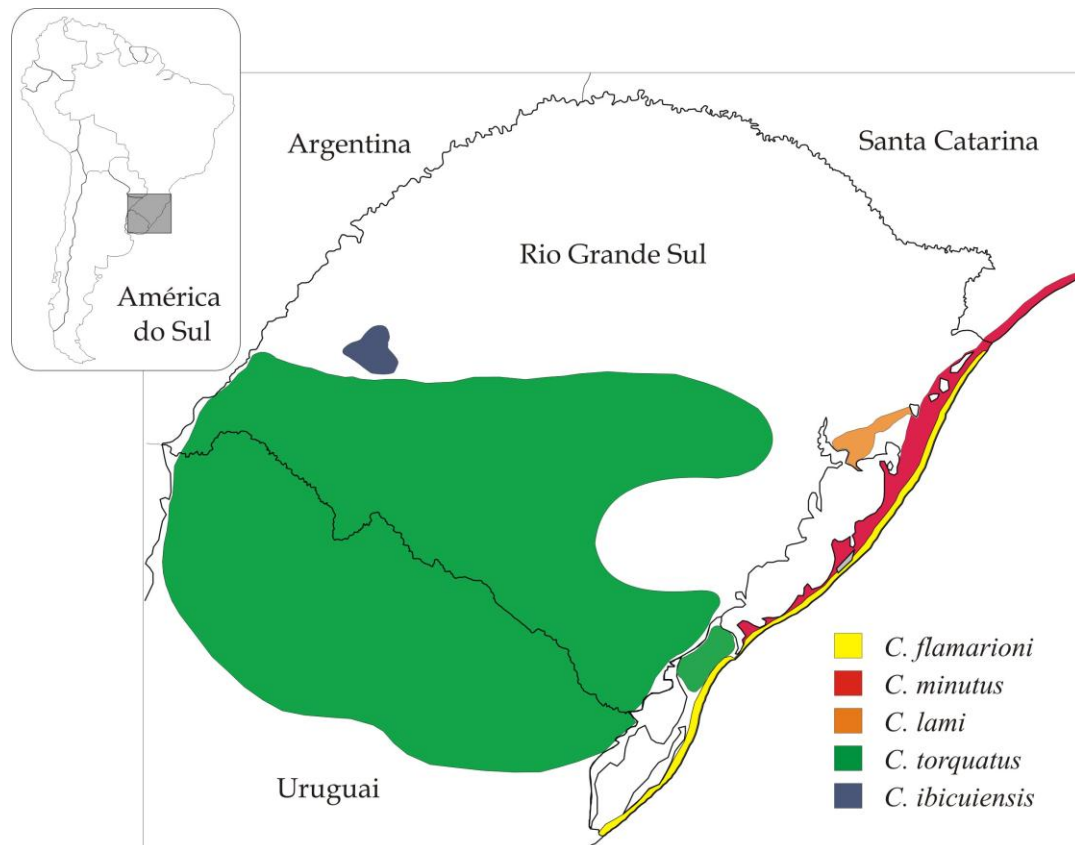 América
do Sul
Argentina
Santa Catarina
Rio Grande Sul
Uruguai
C. flamarioni
C. minutus
C. lami
C. torquatus
C. ibicuiensis